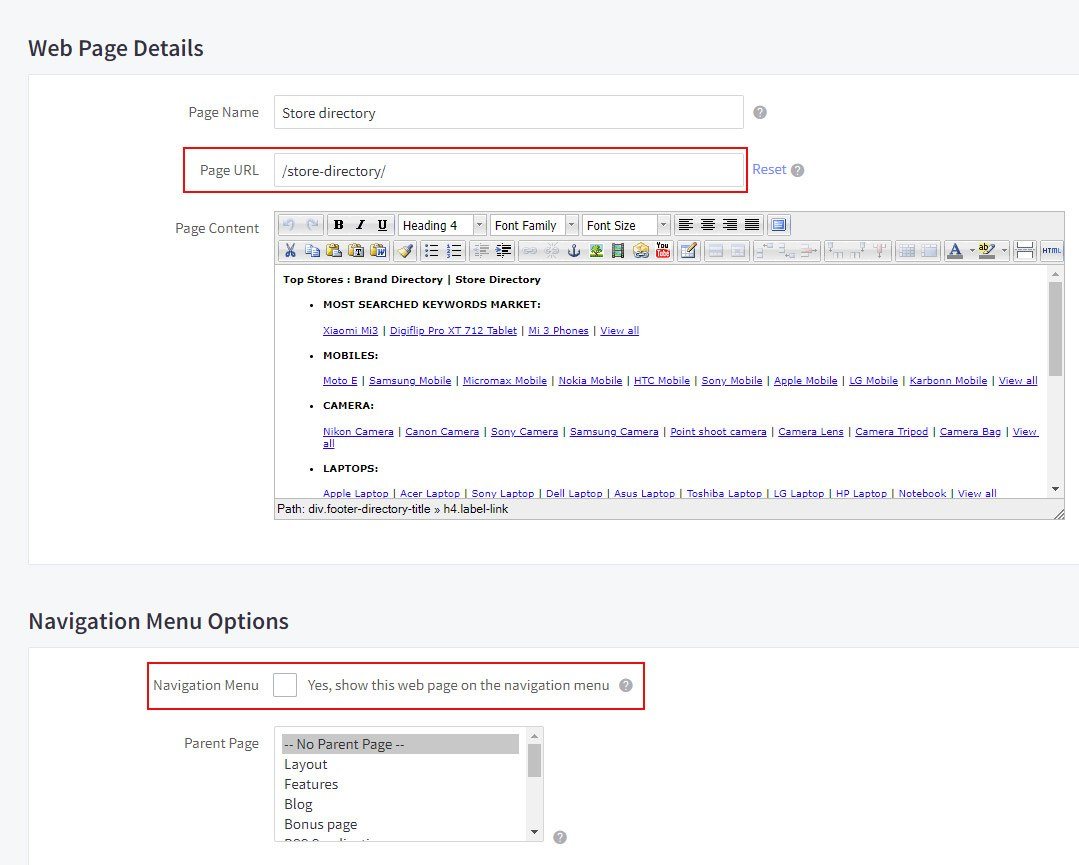 Web Page Details
Page Name Store directory
Page URL /store-directory/ Reset
Page Content
B I U Heading 4 Font Family Font Size
You Tube A ab HTML
Top Stores : Brand Directory | Store Directory
• MOST SEARCHED KEYWORDS MARKET:
Xiaomi Mi3 | Digiflip Pro XT 712 Tablet | Mi 3 Phones | View all
• MOBILES:
Moto E | Samsung Mobile | Micromax Mobile | Nokia Mobile | HTC Mobile | Sony Mobile | Apple Mobile | LG Mobile | Karbonn Mobile | View all
• CAMERA:
Nikon Camera | Canon Camera | Sony Camera | Samsung Camera | Point shoot camera | Camera Lens | Camera Tripod | Camera Bag | View
all
• LAPTOPS:
Apple Laptop | Acer Laptop | Sony Laptop | Dell Laptop | Asus Laptop | Toshiba Laptop | LG Laptop | HP Laptop | Notebook | View all
Path: div.footer-directory-title » h4.label-link
Navigation Menu Options
Navigation Menu Yes, show this web page on the navigation menu
Parent Page -- No Parent Page --
Layout
Features
Blog
Bonus page